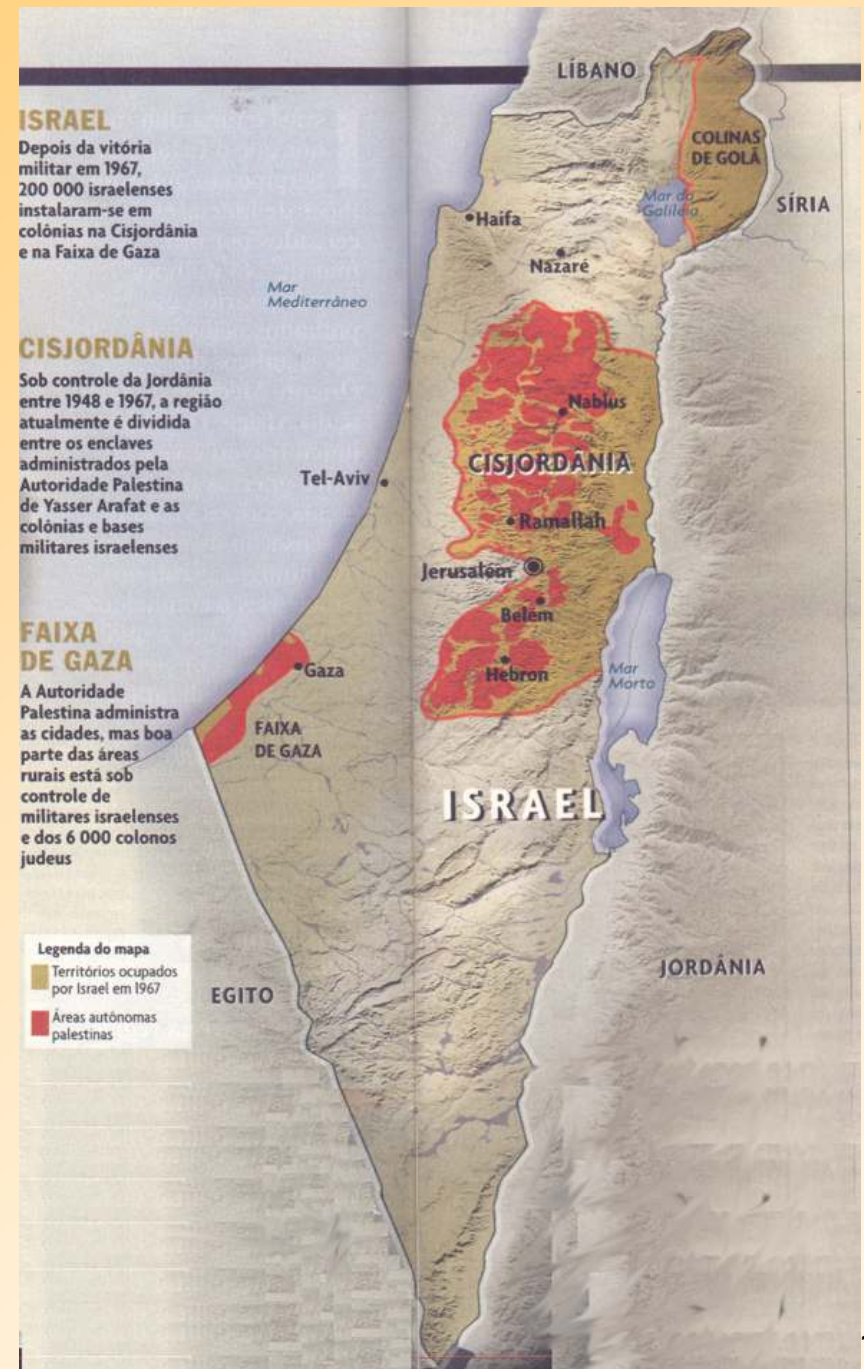 ISRAEL
Depois da vitória
militar em 1967,
200 000 israelenses
instalaram-se em
colônias na Cisjordânia
e na Faixa de Gaza
CISJORDÂNIA
Sob controle da Jordânia
entre 1948 e 1967, a região
atualmente é dividida
entre os enclaves
administrados pela
Autoridade Palestina
de Yasser Arafat e as
colônias e bases
militares israelenses
FAIXA
DE GAZA
A Autoridade
Palestina administra
as cidades, mas boa
parte das áreas
rurais está sob
controle de
militares israelenses
e dos 6 000 colonos
judeus
Legenda do mapa
Territórios ocupados
por Israel em 1967
Áreas autônomas
palestinas
LÍBANO
COLINAS
DE GOLÃ
Mar da
Galileia
SÍRIA
Haifa
Nazaré
Mar
Mediterrâneo
Nablus
CISJORDÂNIA
Tel-Aviv
Ramallah
Jerusalém
Belém
Hebron
Mar
Morto
Gaza
FAIXA
DE GAZA
ISRAEL
EGITO
JORDÂNIA